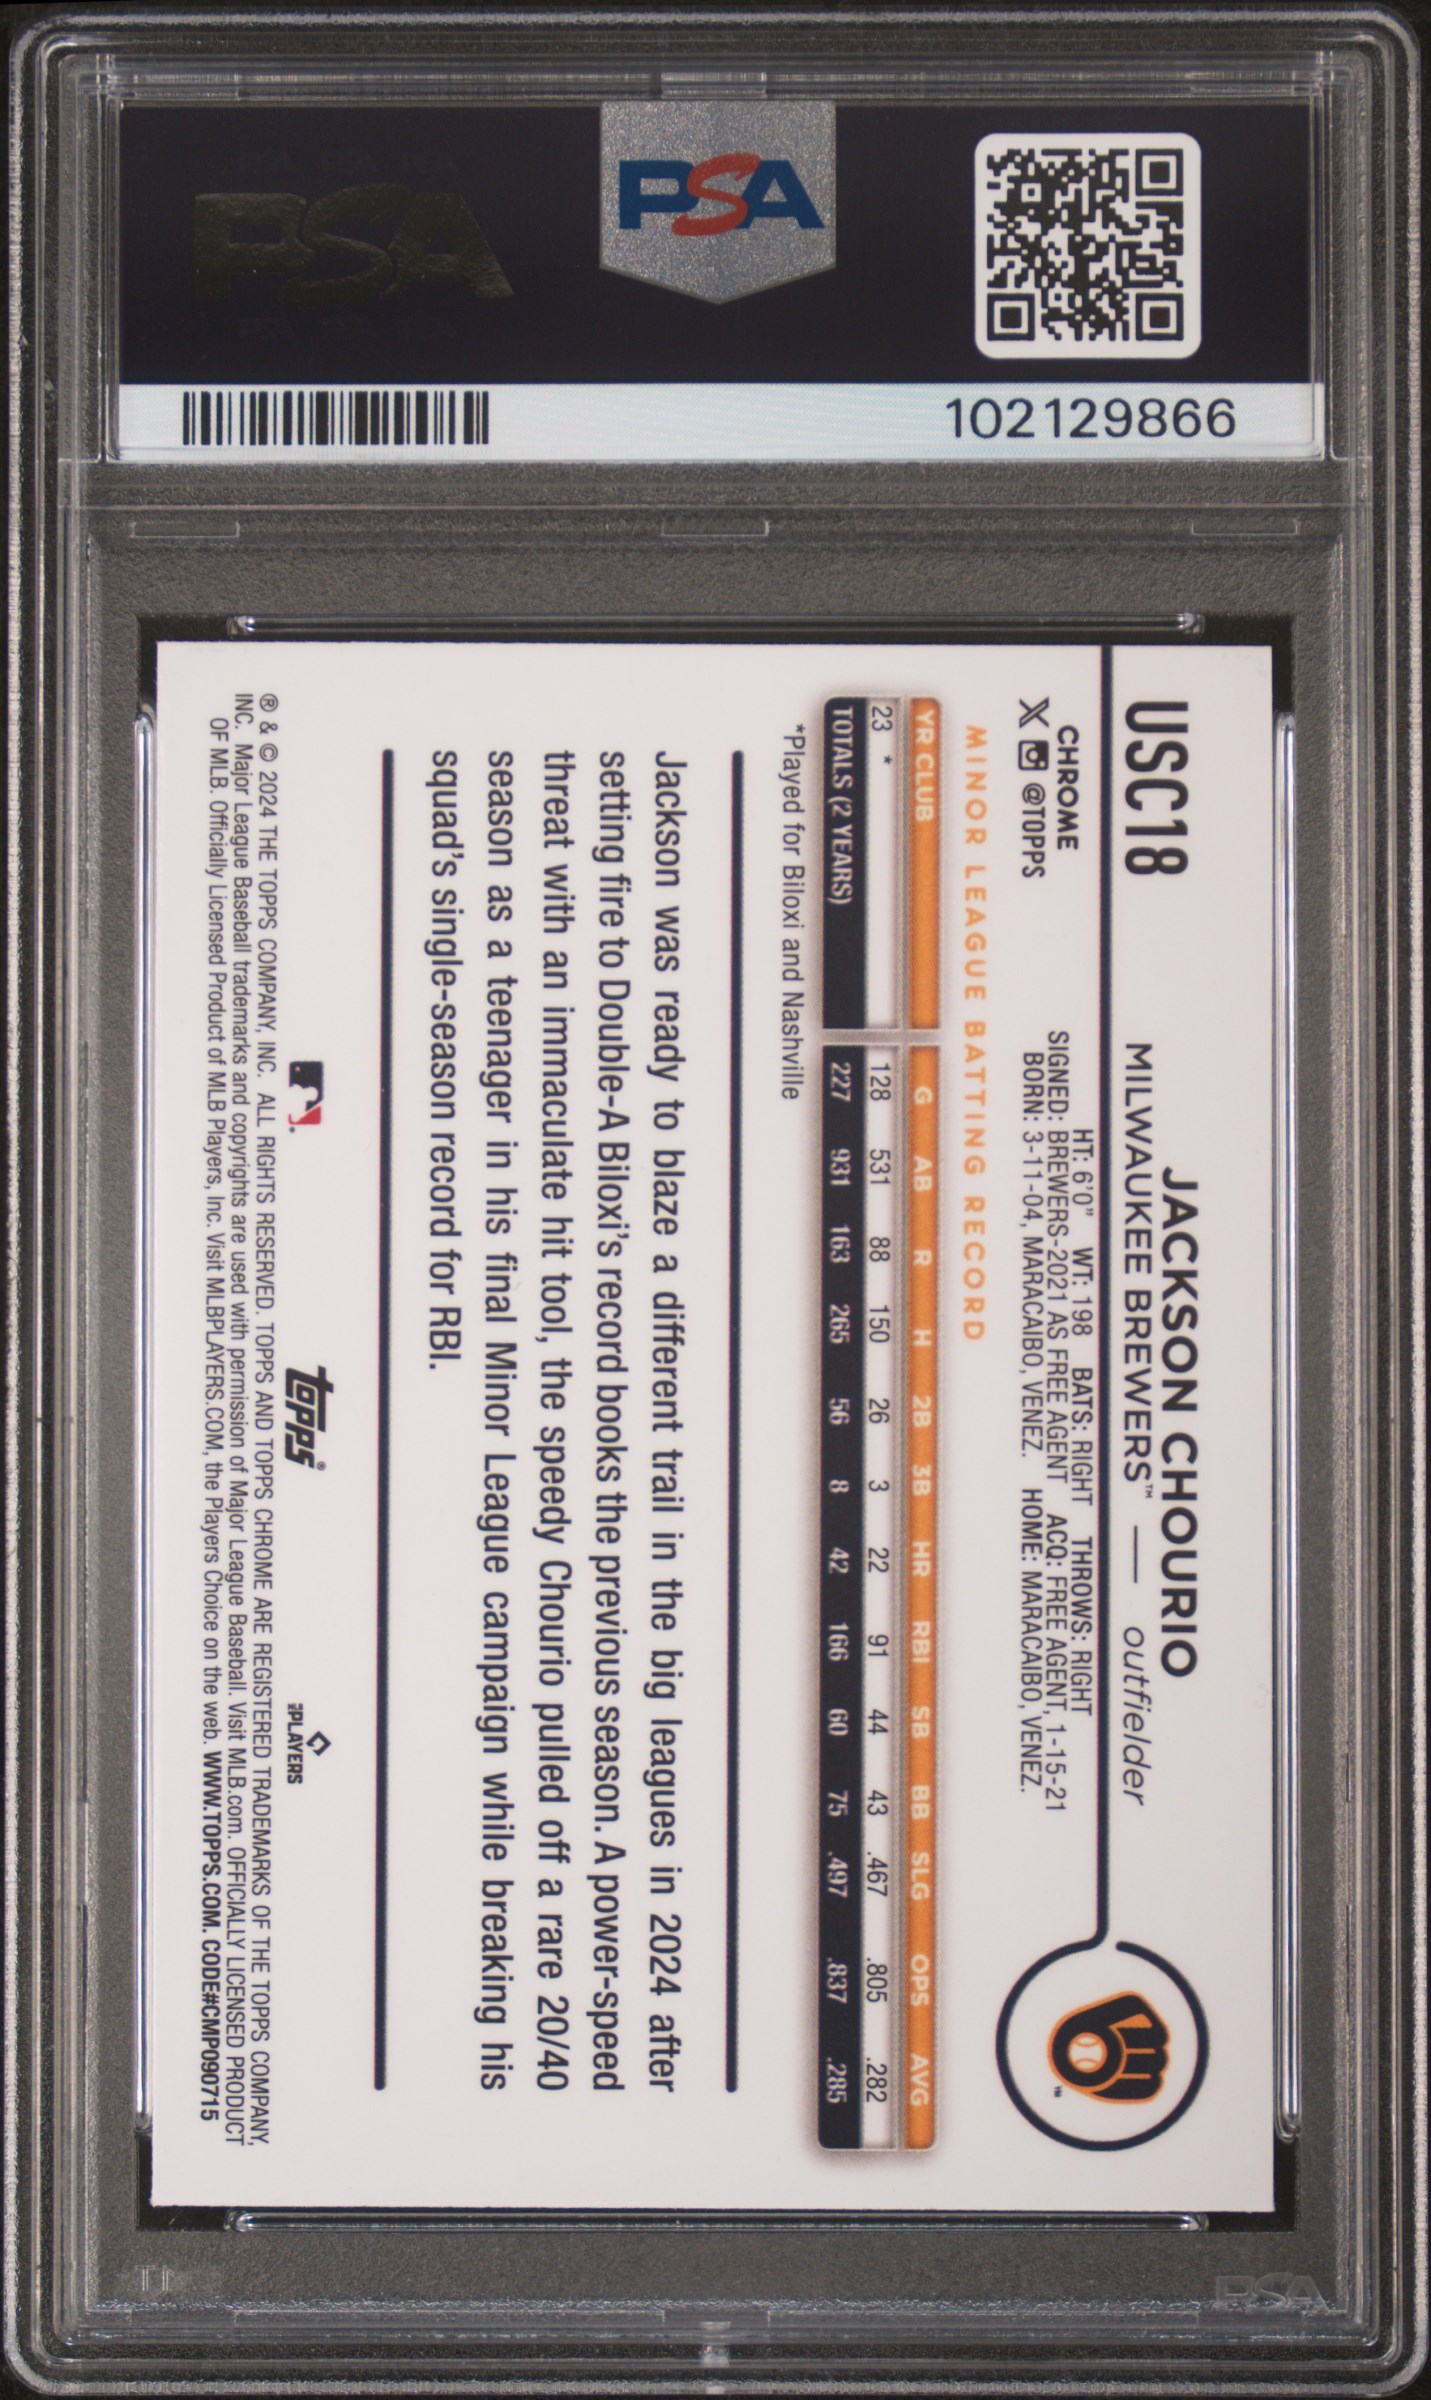 PSA
PSA
102129866
USC18
JACKSON CHOURIO
MILWAUKEE BREWERS™ — outfielder
CHROME
@TOPPS
HT: 6'0" WT: 198 BATS: RIGHT THROWS: RIGHT
SIGNED: BREWERS-2021 AS FREE AGENT ACQ: FREE AGENT, 1-15-21
BORN: 3-11-04, MARACAIBO, VENEZ. HOME: MARACAIBO, VENEZ.
MINOR LEAGUE BATTING RECORD
YR CLUB G AB R H 2B 3B HR RBI SB BB SLG OPS AVG
23 * 128 531 88 150 26 3 22 91 44 43 .467 .805 .282
TOTALS (2 YEARS) 227 931 163 265 56 8 42 166 60 75 .497 .837 .285
*Played for Biloxi and Nashville
Jackson was ready to blaze a different trail in the big leagues in 2024 after
setting fire to Double-A Biloxi's record books the previous season. A power-speed
threat with an immaculate hit tool, the speedy Chourio pulled off a rare 20/40
season as a teenager in his final Minor League campaign while breaking his
squad's single-season record for RBI.
topps®
PLAYERS
® & © 2024 THE TOPPS COMPANY, INC. ALL RIGHTS RESERVED. TOPPS AND TOPPS CHROME ARE REGISTERED TRADEMARKS OF THE TOPPS COMPANY,
INC. Major League Baseball trademarks and copyrights are used with permission of Major League Baseball. Visit MLB.com. OFFICIALLY LICENSED PRODUCT
OF MLB. Officially Licensed Product of MLB Players, Inc. Visit MLBPLAYERS.COM, the Players Choice on the web. WWW.TOPPS.COM. CODE#CMP090715
PSA